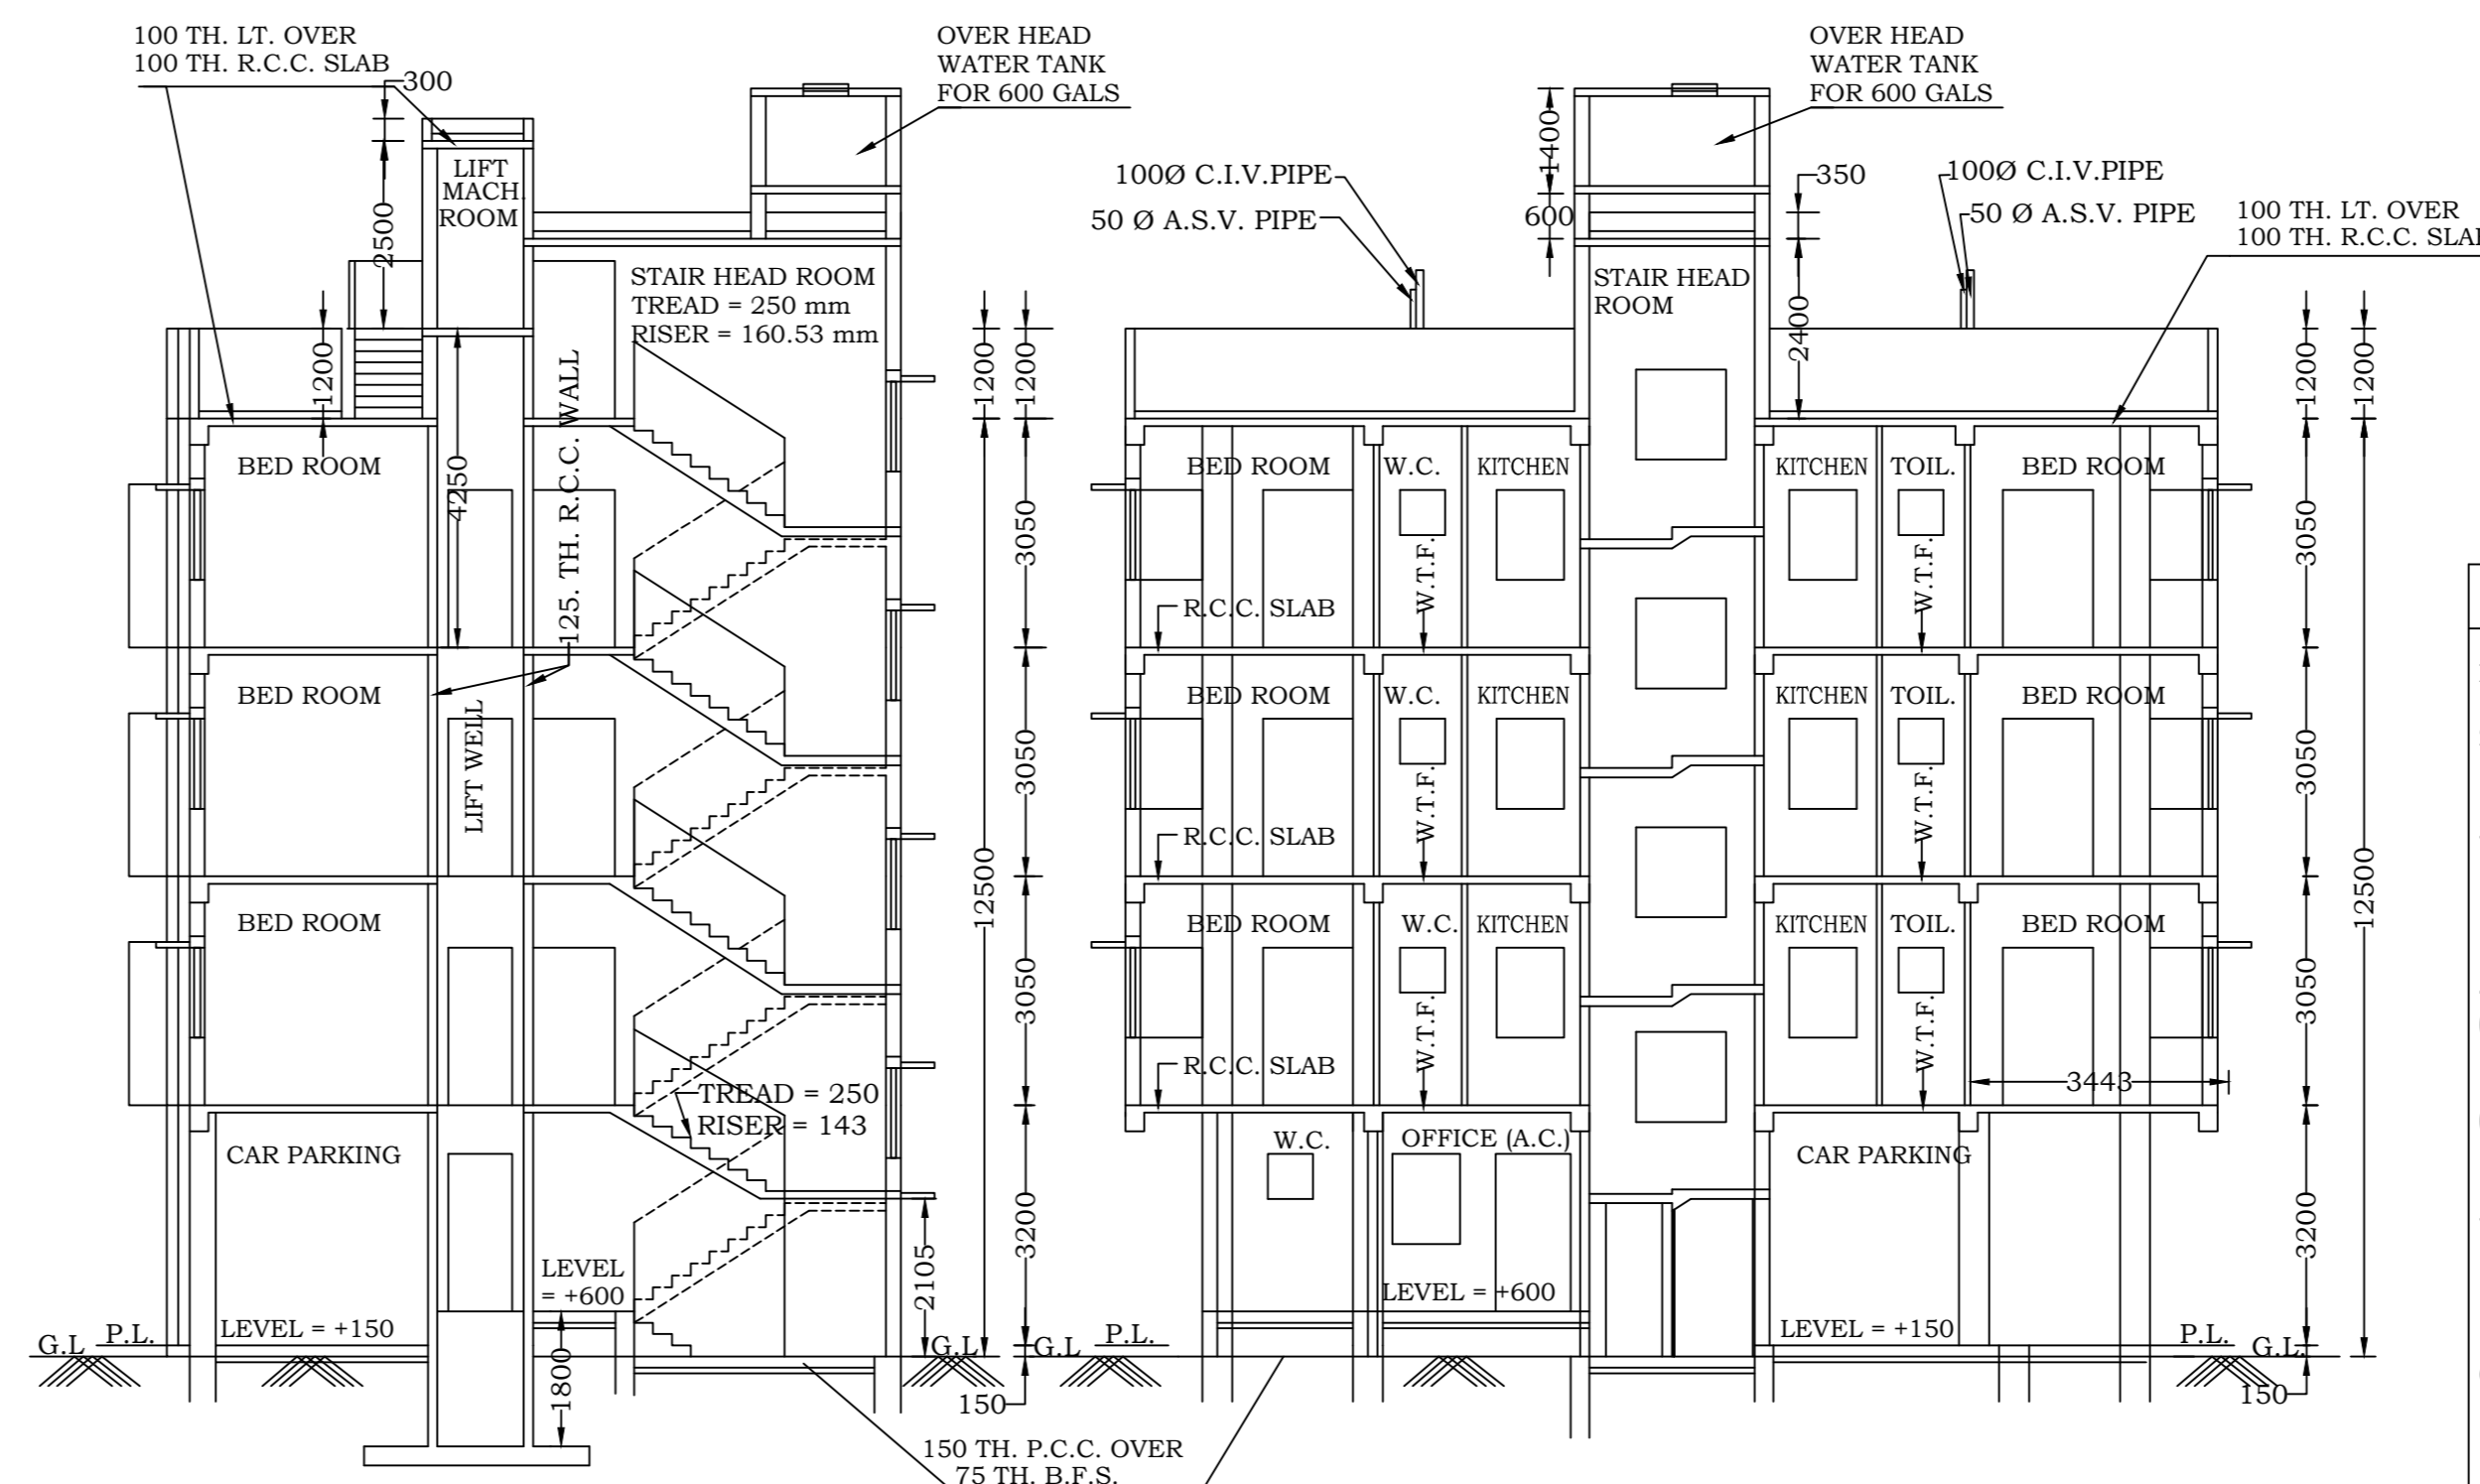 100 TH. LT. OVER
100 TH. R.C.C. SLAB
300
OVER HEAD
WATER TANK
FOR 600 GALS
LIFT
MACH.
ROOM
2500
STAIR HEAD ROOM
TREAD = 250 mm
RISER = 160.53 mm
1200
1200
1200
BED ROOM
4250
125. TH. R.C.C. WALL
3050
BED ROOM
LIFT WELL
3050
12500
BED ROOM
3050
TREAD = 250
RISER = 143
CAR PARKING
LEVEL
= +600
2105
3200
LEVEL = +150
G.L
P.L.
1800
G.L
150
150 TH. P.C.C. OVER
75 TH. B.F.S.
OVER HEAD
WATER TANK
FOR 600 GALS
1400
100Ø C.I.V.PIPE
50 Ø A.S.V. PIPE
600
350
100Ø C.I.V.PIPE
50 Ø A.S.V. PIPE
100 TH. LT. OVER
100 TH. R.C.C. SLAB
STAIR HEAD
ROOM
2400
1200
1200
BED ROOM
W.C.
KITCHEN
KITCHEN
TOIL.
BED ROOM
W.T.F.
W.T.F.
3050
R.C.C. SLAB
BED ROOM
W.C.
KITCHEN
KITCHEN
TOIL.
BED ROOM
W.T.F.
W.T.F.
3050
R.C.C. SLAB
12500
BED ROOM
W.C.
KITCHEN
KITCHEN
TOIL.
BED ROOM
W.T.F.
W.T.F.
3050
R.C.C. SLAB
3443
W.C.
OFFICE (A.C.)
CAR PARKING
3200
LEVEL = +600
LEVEL = +150
G.L
P.L.
P.L.
G.L.
150